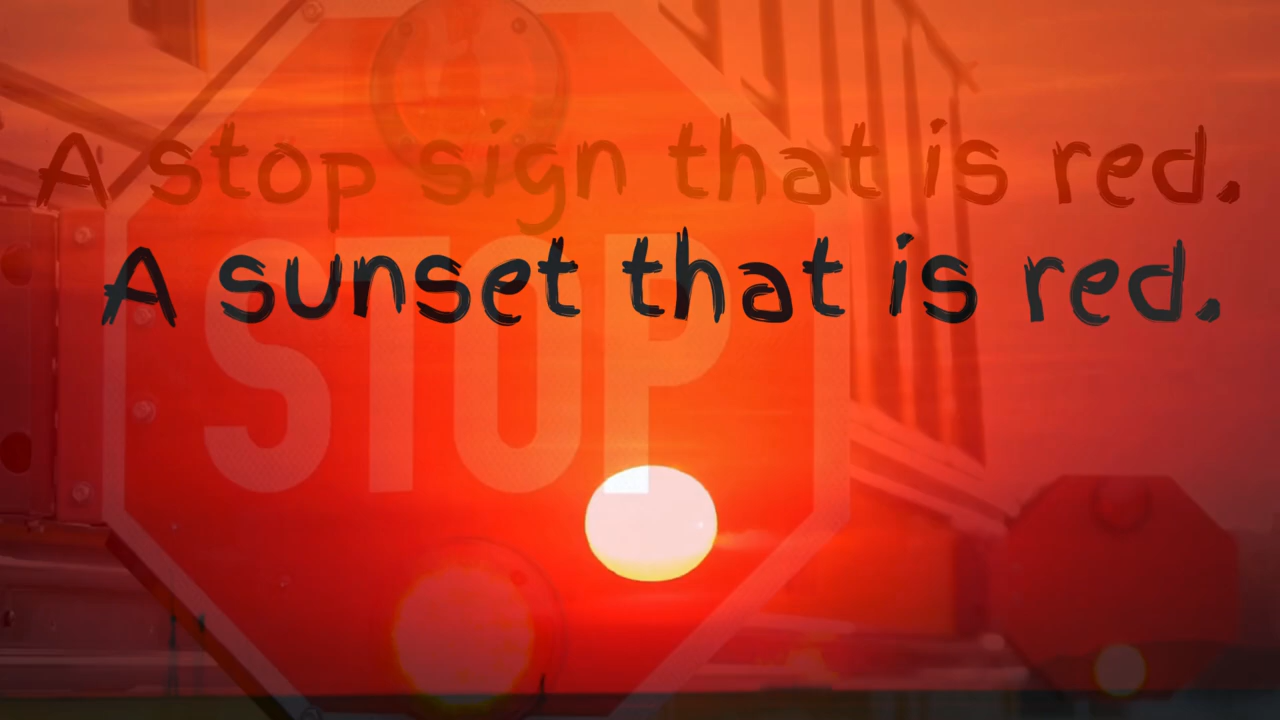 A stop sign that is red.
A sunset that is red.
STOP